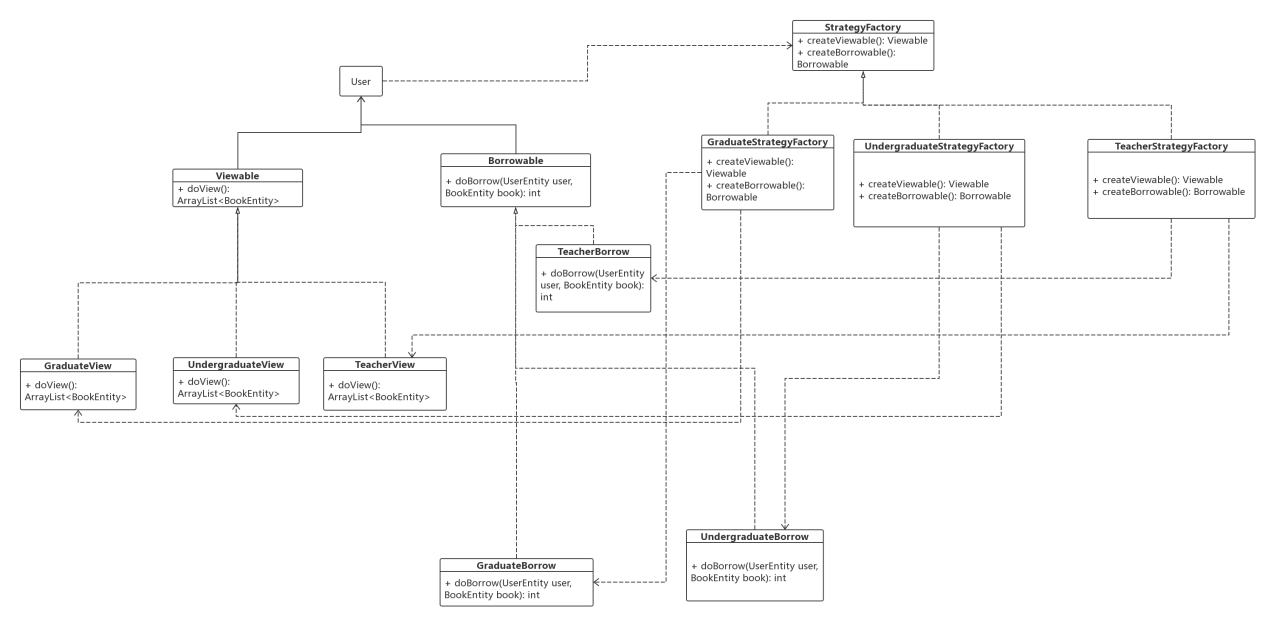 StrategyFactory
+ createViewable(): Viewable
+ createBorrowable():
Borrowable
User
GraduateStrategyFactory
+ createViewable():
Viewable
+ createBorrowable():
Borrowable
UndergraduateStrategyFactory
+ createViewable(): Viewable
+ createBorrowable(): Borrowable
TeacherStrategyFactory
+ createViewable(): Viewable
+ createBorrowable(): Borrowable
Viewable
+ doView():
ArrayList<BookEntity>
Borrowable
+ doBorrow(UserEntity user,
BookEntity book): int
TeacherBorrow
+ doBorrow(UserEntity
user, BookEntity book):
int
GraduateView
+ doView():
ArrayList<BookEntity>
UndergraduateView
+ doView():
ArrayList<BookEntity>
TeacherView
+ doView():
ArrayList<BookEntity>
GraduateBorrow
+ doBorrow(UserEntity user,
BookEntity book): int
UndergraduateBorrow
+ doBorrow(UserEntity user,
BookEntity book): int